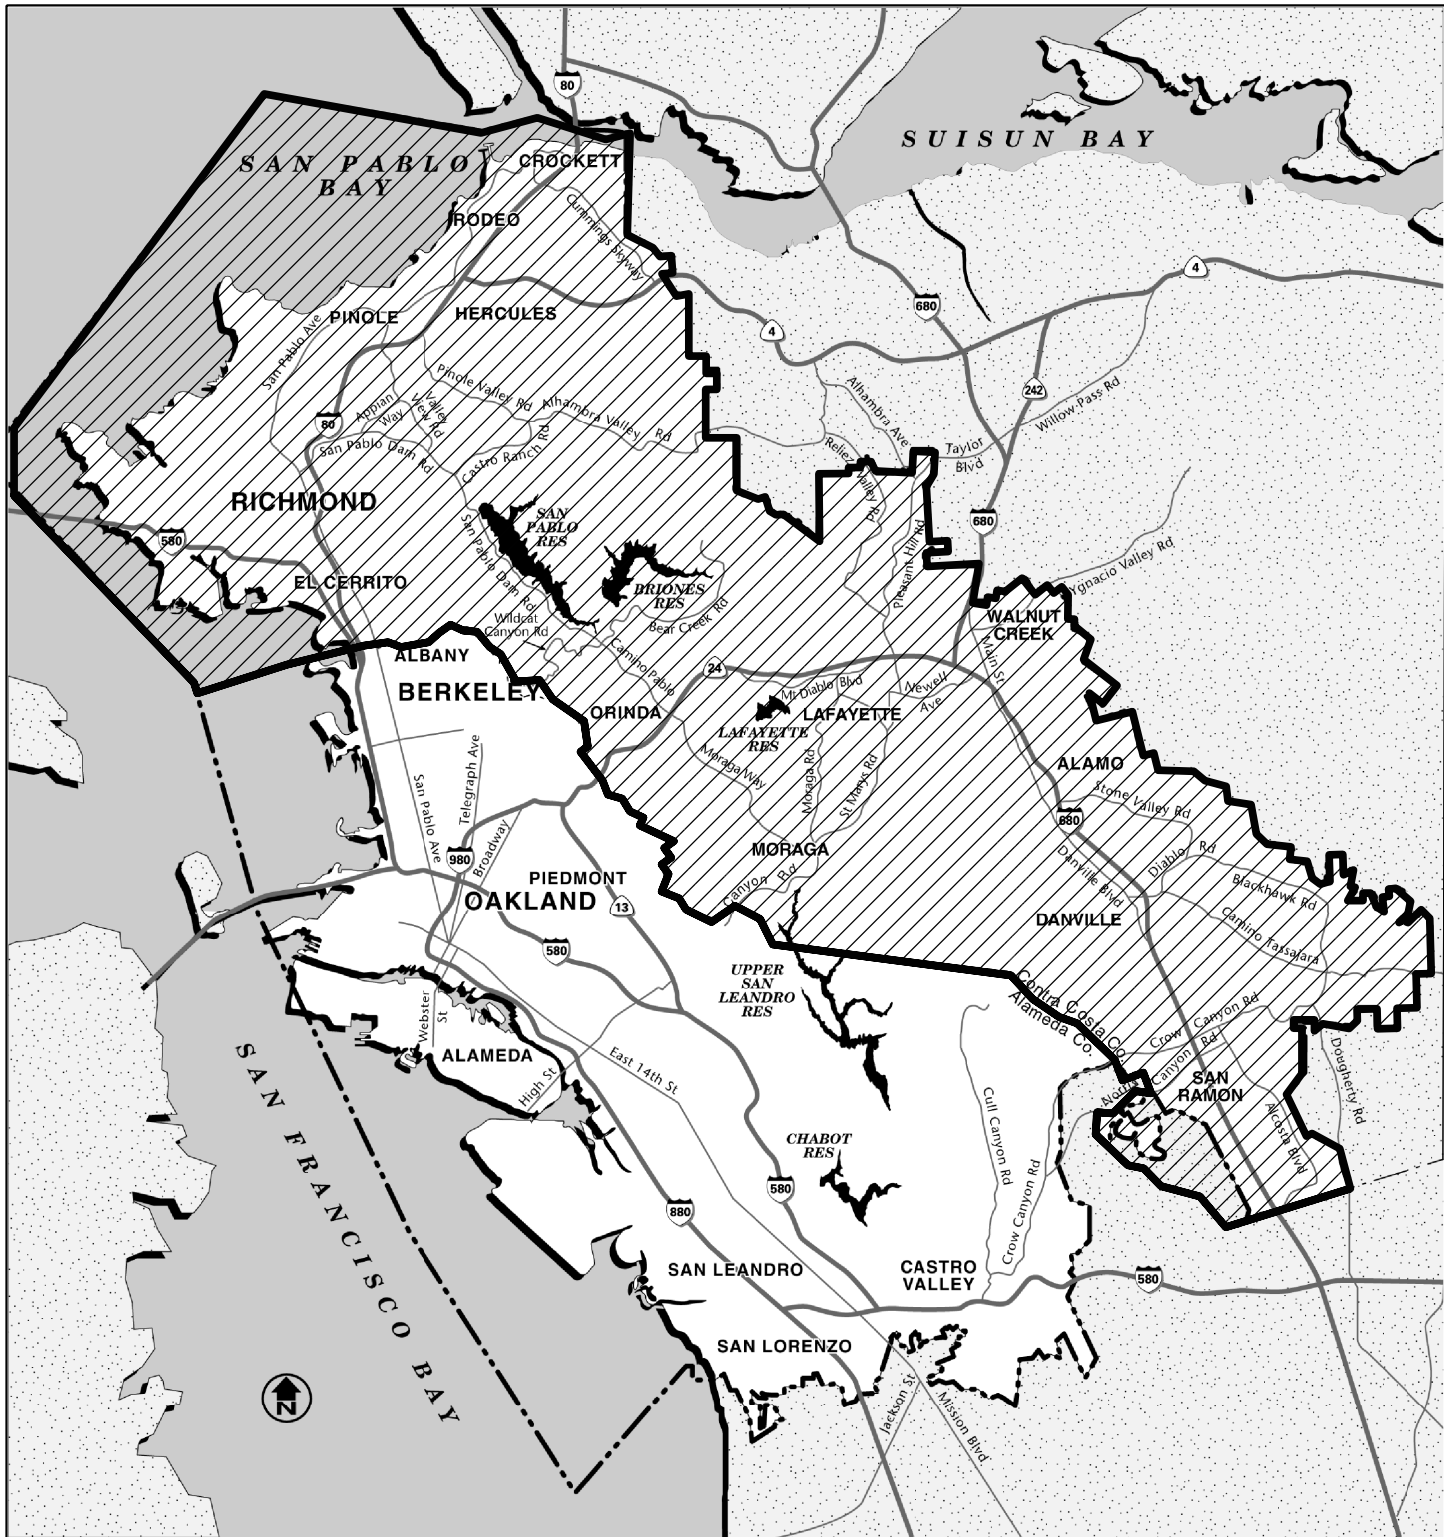 80
SUISUN BAY
SAN PABLO
BAY
CROCKETT
RODEO
Cummings Skyway
4
680
PINOLE
HERCULES
4
San Pablo Ave
242
Willow Pass Rd
Pinole Valley Rd
Alhambra Valley Rd
Alhambra Ave
Appian
Way
Valley
View Rd
80
San Pablo Dam Rd
Castro Ranch Rd
Reliez
Valley
Rd
Taylor
Blvd
RICHMOND
SAN
PABLO
RES
680
580
San Pablo Dam Rd
Pleasant Hill Rd
Ygnacio Valley Rd
EL CERRITO
BRIONES
RES
Bear Creek Rd
Wildcat
Canyon Rd
WALNUT
CREEK
Main St
ALBANY
Camino Pablo
24
BERKELEY
Mt Diablo Blvd
Newell
Ave
ORINDA
LAFAYETTE
LAFAYETTE
RES
Moraga Way
Moraga Rd
St Marys Rd
ALAMO
Stone Valley Rd
680
San Pablo Ave
Telegraph Ave
Broadway
980
MORAGA
Canyon Rd
Danville Blvd
Diablo Rd
Blackhawk Rd
PIEDMONT
OAKLAND
13
DANVILLE
Camino Tassajara
580
UPPER
SAN
LEANDRO
RES
Contra Costa Co.
Alameda Co.
Crow Canyon Rd
Webster
St
ALAMEDA
High St
East 14th St
Norris
Canyon Rd
SAN
RAMON
Dougherty Rd
Alcosta Blvd
Cull Canyon Rd
CHABOT
RES
Crow Canyon Rd
580
880
SAN FRANCISCO BAY
SAN LEANDRO
CASTRO
VALLEY
580
SAN LORENZO
Jackson St
Mission Blvd
N